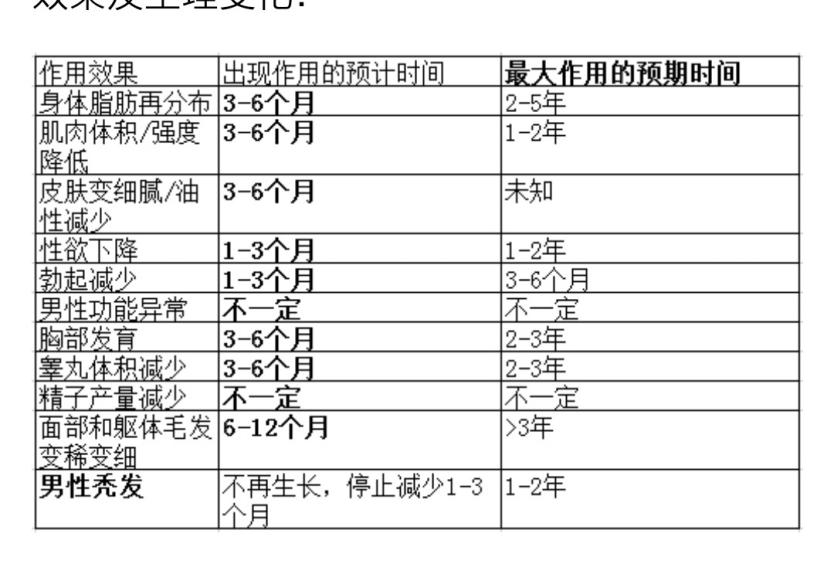 效果及生理变化：
作用效果 出现作用的预计时间 最大作用的预期时间
身体脂肪再分布 3-6个月 2-5年
肌肉体积/强度 3-6个月 1-2年
降低
皮肤变细腻/油 3-6个月 未知
性减少
性欲下降 1-3个月 1-2年
勃起减少 1-3个月 3-6个月
男性功能异常 不一定 不一定
胸部发育 3-6个月 2-3年
睾丸体积减少 3-6个月 2-3年
精子产量减少 不一定 不一定
面部和躯体毛发 6-12个月 >3年
变稀变细
男性秃发 不再生长，停止减少1-3 1-2年
个月